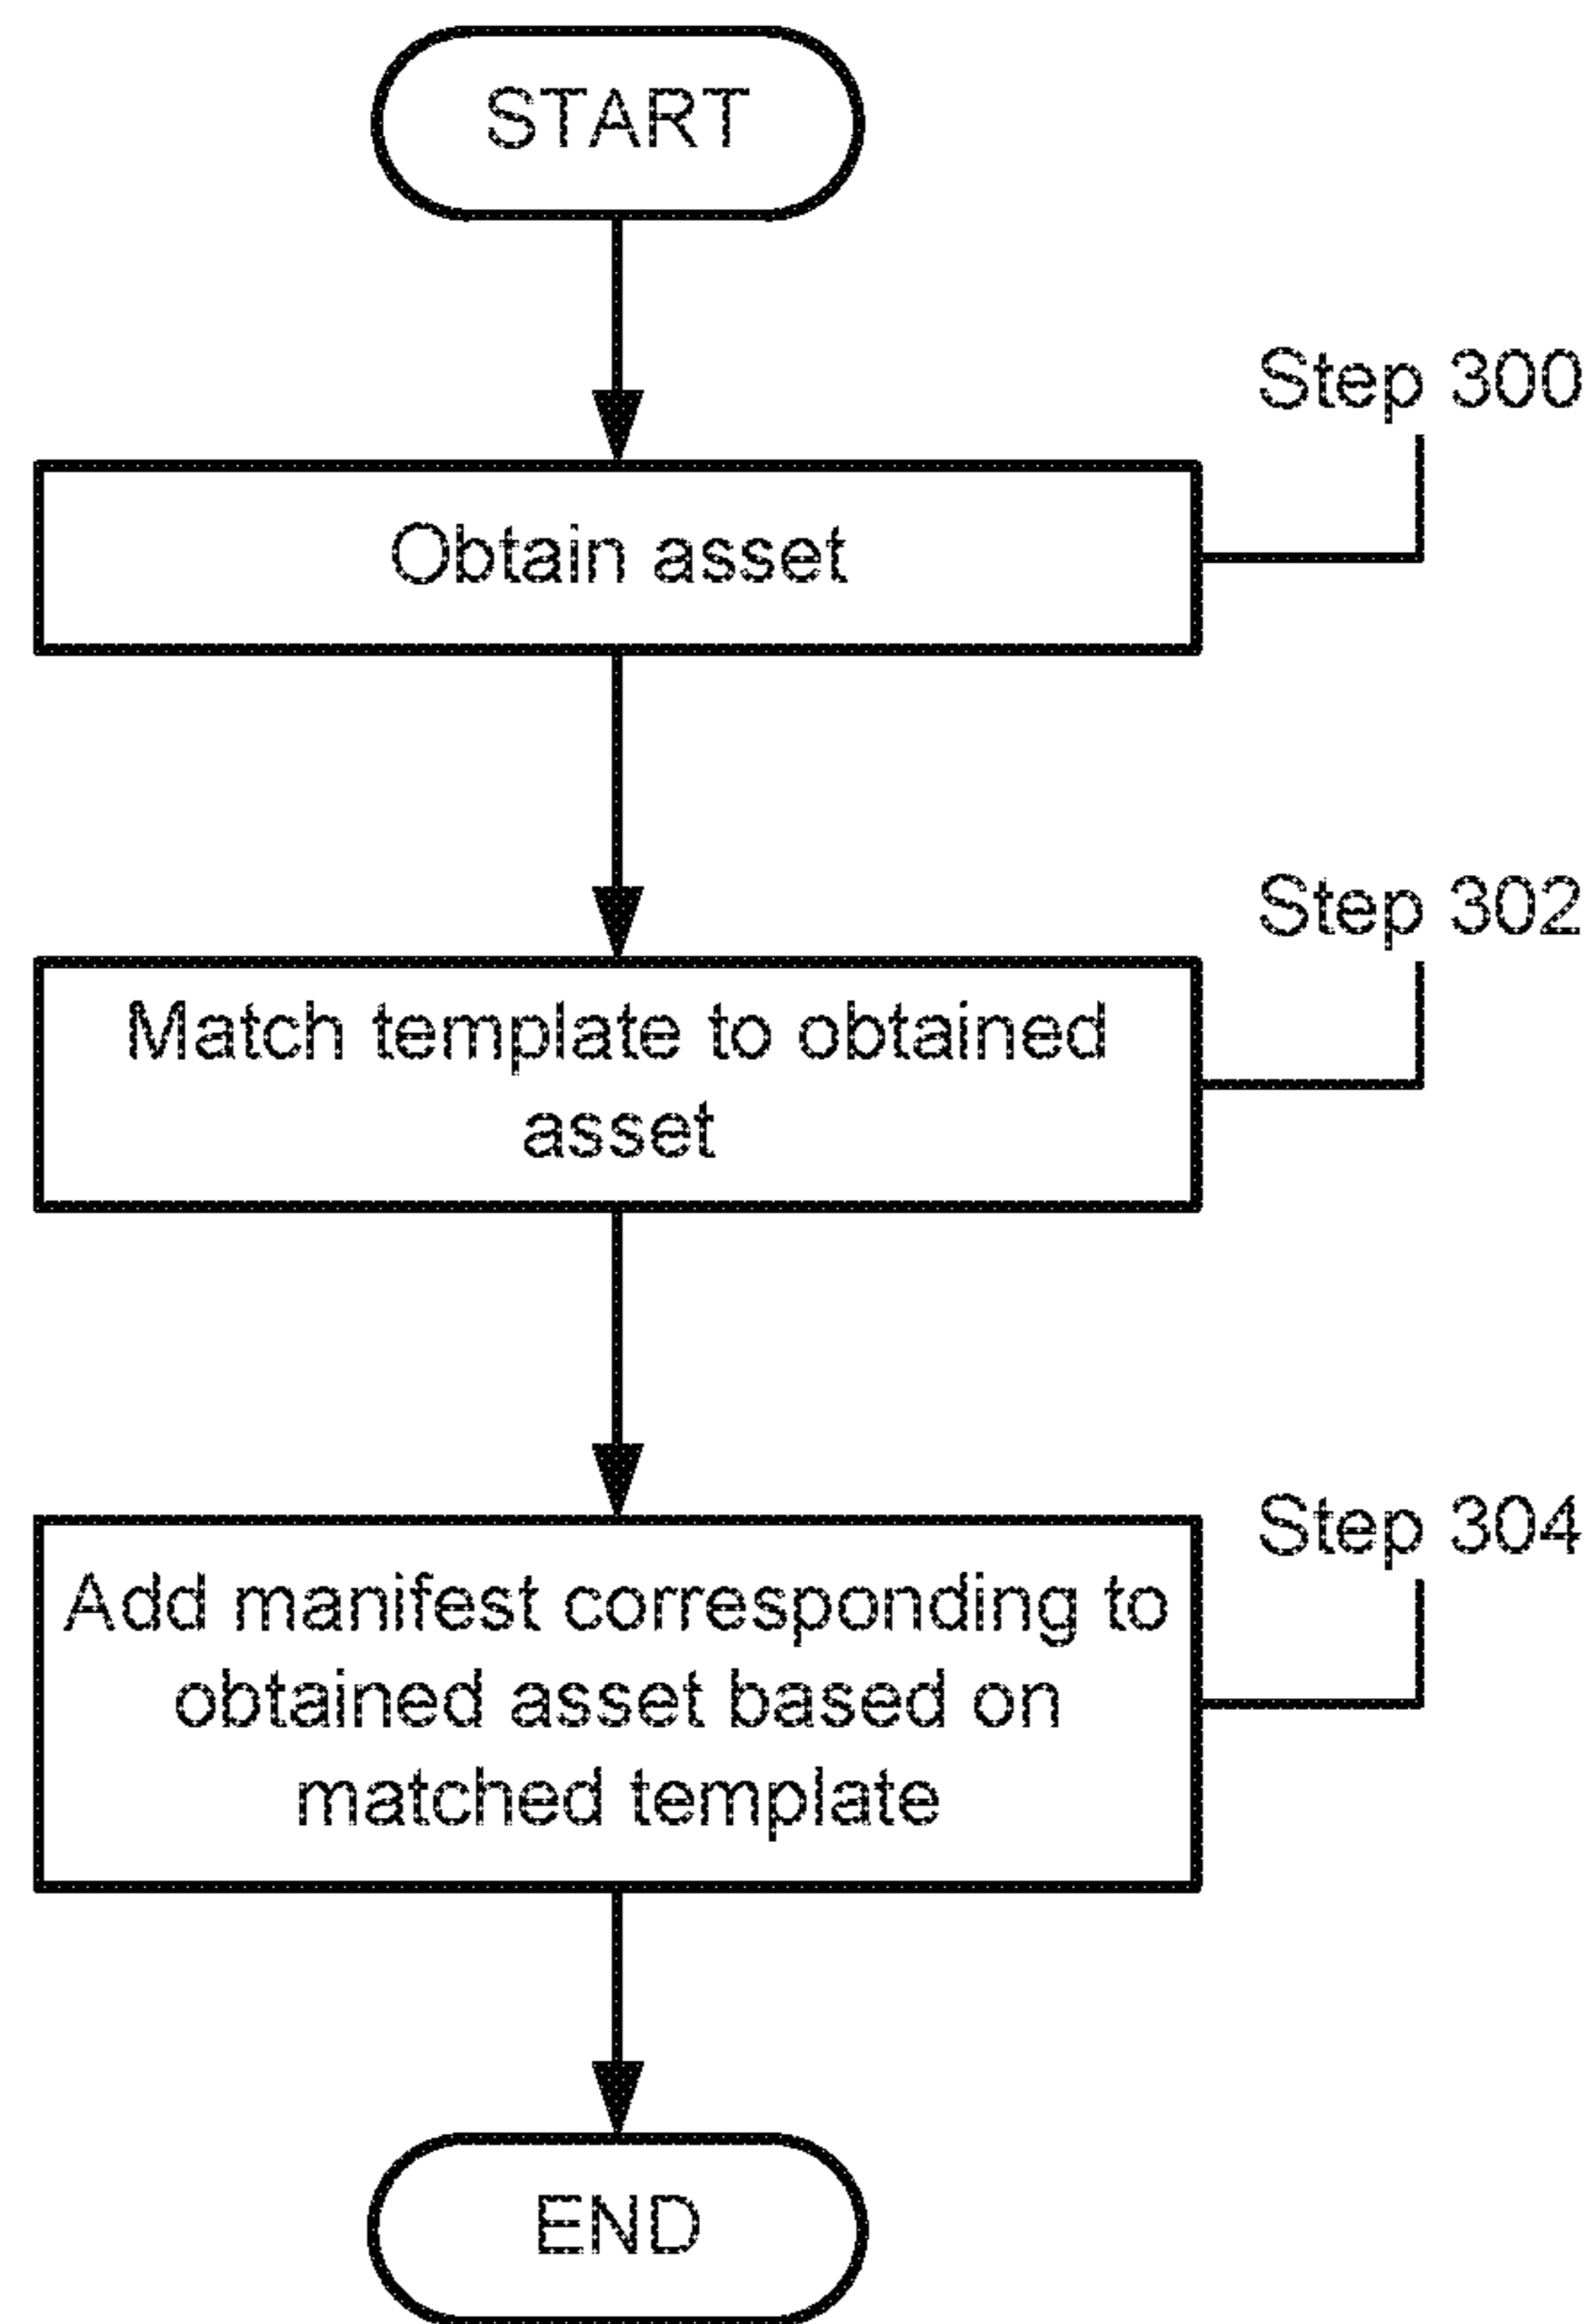 START
Step 300
Obtain asset
Step 302
Match template to obtained
asset
Step 304
Add manifest corresponding to
obtained asset based on
matched template
END